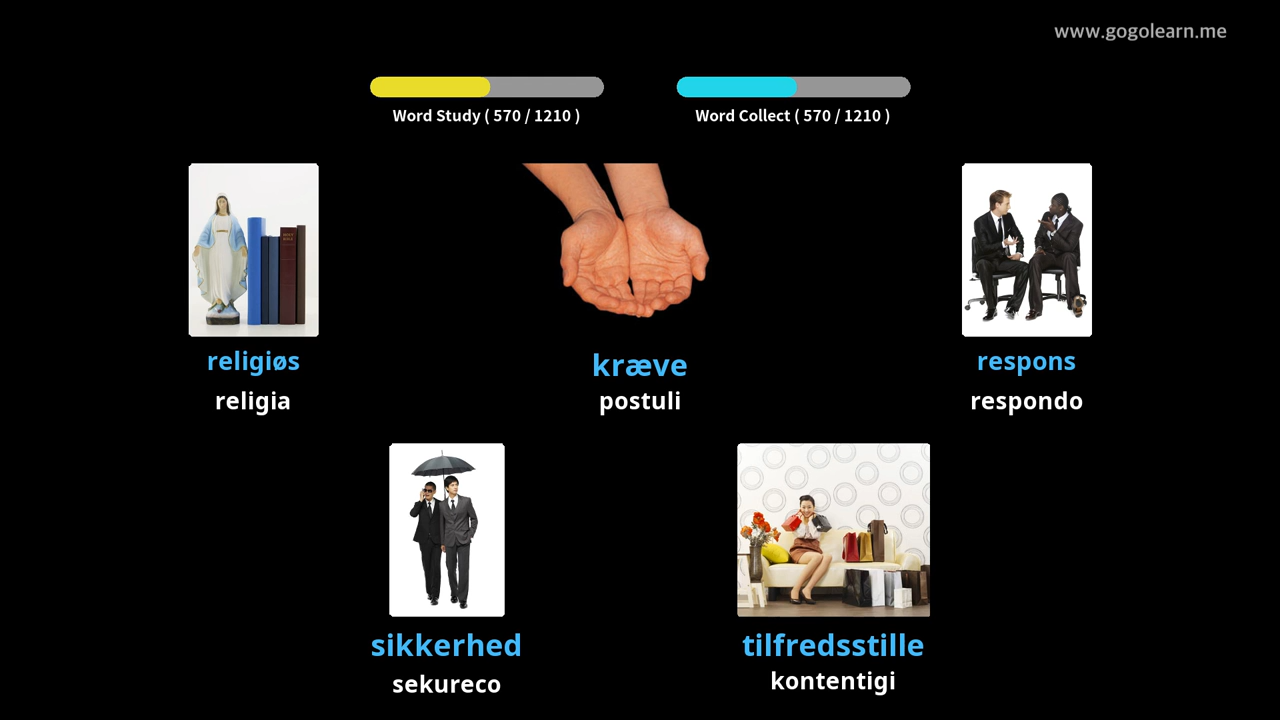 www.gogolearn.me
Word Study ( 570 / 1210 )
Word Collect ( 570 / 1210 )
religiøs
religia
kræve
postuli
respons
respondo
sikkerhed
sekureco
tilfredsstille
kontentigi